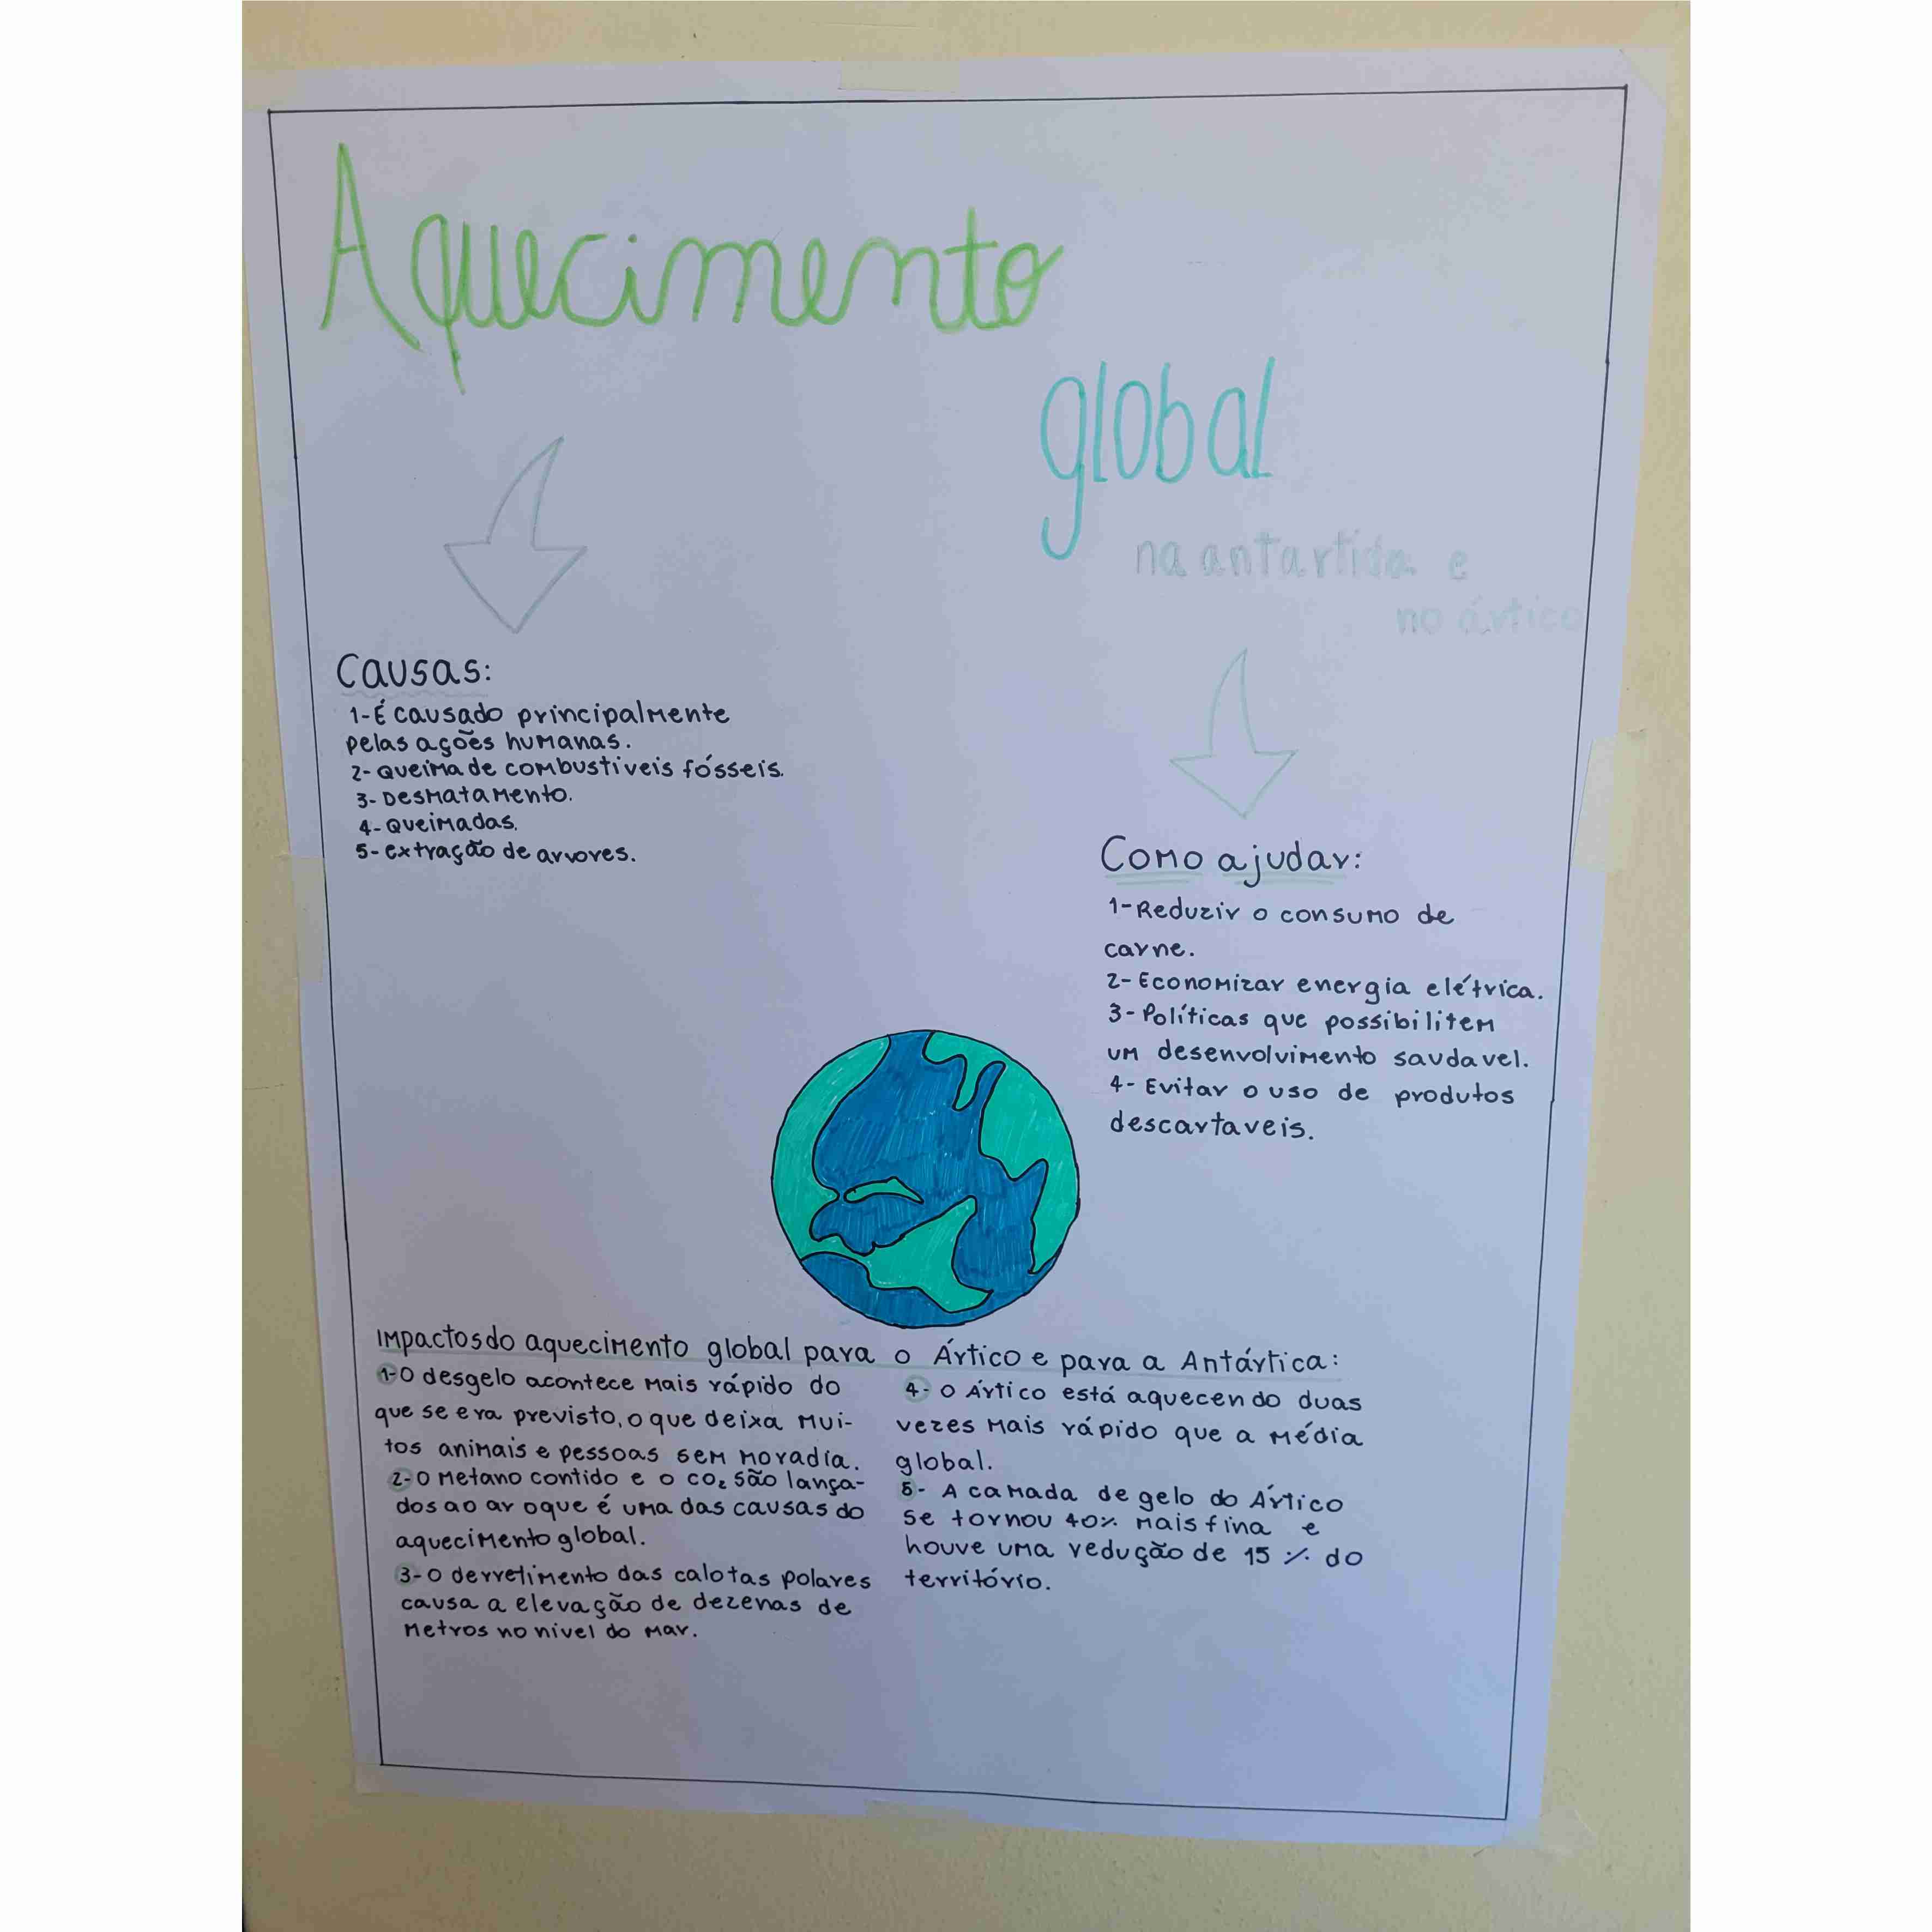 Aquecimento
global
na antartida e
no ártico
Causas:
1-É causado principalmente
pelas ações humanas.
2-Queima de combustiveis fósseis.
3-Desmatamento.
4-Queimadas.
5-extração de arvores.
Como ajudar:
1-Reduzir o consumo de
carne.
2-Economizar energia elétrica.
3-Políticas que possibilitem
um desenvolvimento saudavel.
4-Evitar o uso de produtos
descartaveis.
Impactos do aquecimento global para o Ártico e para a Antártica:
1-O desgelo acontece mais rápido do
que se era previsto, o que deixa mui-
tos animais e pessoas sem moradia.
2-O metano contido e o CO₂ são lança-
dos ao ar oque é uma das causas do
aquecimento global.
3-O derretimento das calotas polares
causa a elevação de dezenas de
metros no nivel do mar.
4-O Ártico está aquecendo duas
vezes mais rápido que a média
global.
5-A camada de gelo do Ártico
se tornou 40% mais fina e
houve uma redução de 15% do
território.